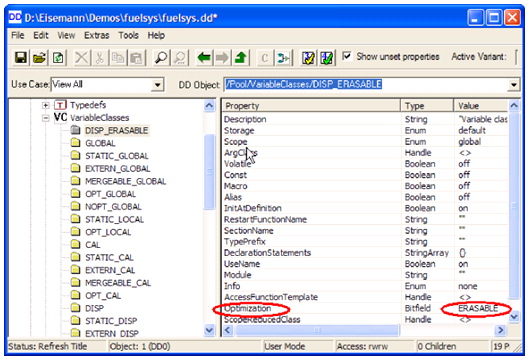 DD D:\Eisemann\Demos\fuelsys\fuelsys.dd*
File Edit View Extras Tools Help
Show unset properties Active Variant:
Use Case: View All DD Object: /Pool/VariableClasses/DISP_ERASABLE
Typedefs
VC VariableClasses
DISP_ERASABLE
GLOBAL
STATIC_GLOBAL
EXTERN_GLOBAL
MERGEABLE_GLOBAL
OPT_GLOBAL
NOPT_GLOBAL
STATIC_LOCAL
OPT_LOCAL
CAL
STATIC_CAL
EXTERN_CAL
MERGEABLE_CAL
OPT_CAL
DISP
STATIC_DISP
EXTERN_DISP
Property Type Value
Description String "Variable clas
Storage Enum default
Scope Enum global
ArgClass Handle <>
Volatile Boolean off
Const Boolean off
Macro Boolean off
Alias Boolean off
InitAtDefinition Boolean on
RestartFunctionName String ""
SectionName String ""
TypePrefix String ""
DeclarationStatements StringArray {}
UseName Boolean on
Module String ""
Info Enum none
AccessFunctionTemplate Handle <>
Optimization Bitfield ERASABLE
ScopeReducedClass Handle <>
Status: Refresh Title Object: 1 (DD0) User Mode Access: rwrw 0 Children 19 P